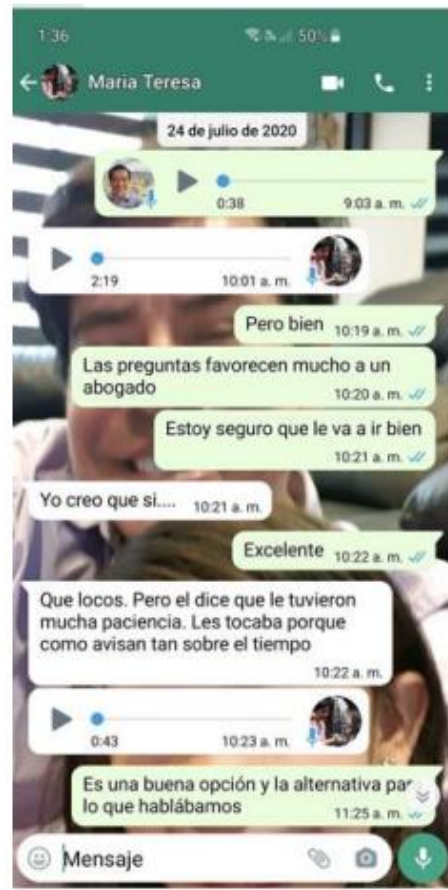 1:36 50%
Maria Teresa
24 de julio de 2020
0:38 9:03 a. m.
2:19 10:01 a. m.
Pero bien 10:19 a. m.
Las preguntas favorecen mucho a un
abogado
10:20 a. m.
Estoy seguro que le va a ir bien
10:21 a. m.
Yo creo que si.... 10:21 a. m.
Excelente 10:22 a. m.
Que locos. Pero el dice que le tuvieron
mucha paciencia. Les tocaba porque
como avisan tan sobre el tiempo
10:22 a. m.
0:43 10:23 a. m.
Es una buena opción y la alternativa
lo que hablábamos
11:25 a. m.
Mensaje